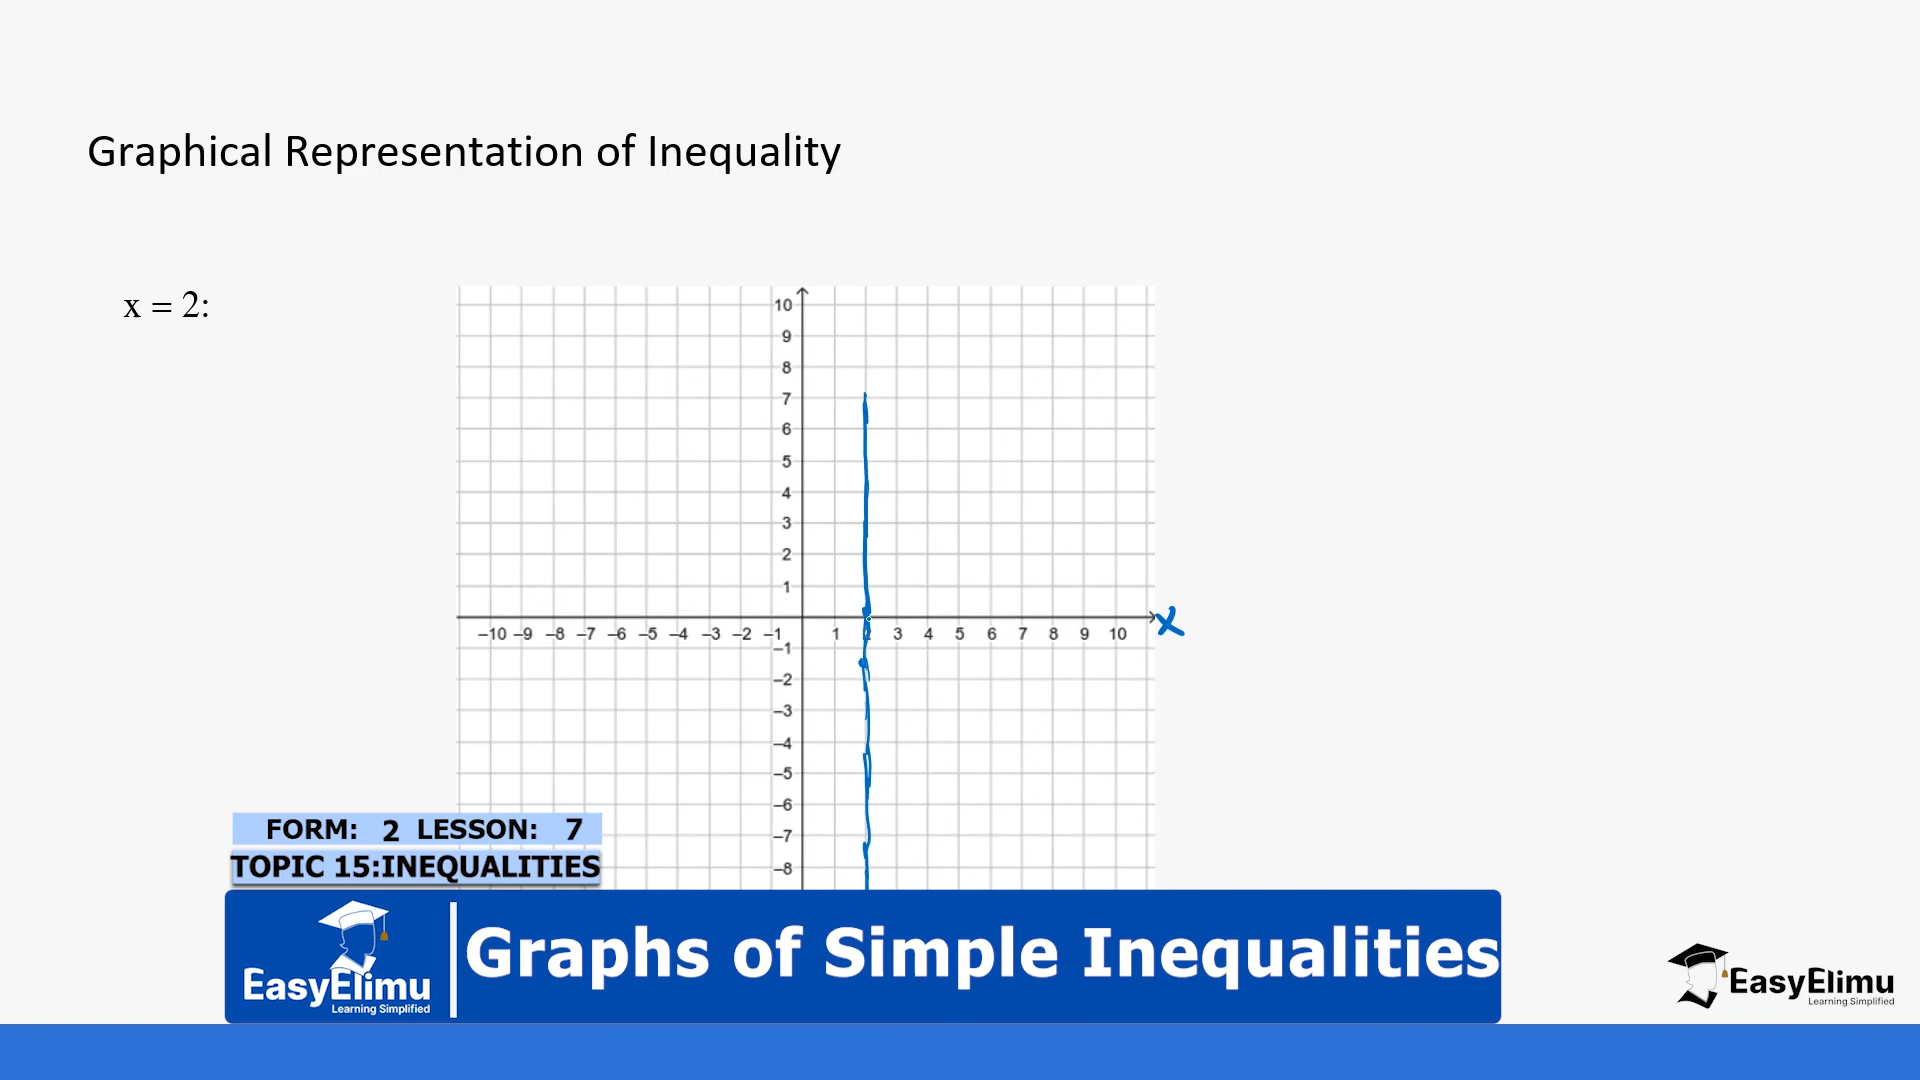 Graphical Representation of Inequality
x = 2:
10
9
8
7
6
5
4
3
2
1
x
–10 –9 –8 –7 –6 –5 –4 –3 –2 –1 1 3 4 5 6 7 8 9 10
–1
–2
–3
–4
–5
–6
–7
–8
FORM: 2 LESSON: 7
TOPIC 15:INEQUALITIES
Graphs of Simple Inequalities
EasyElimu
Learning Simplified
EasyElimu
Learning Simplified